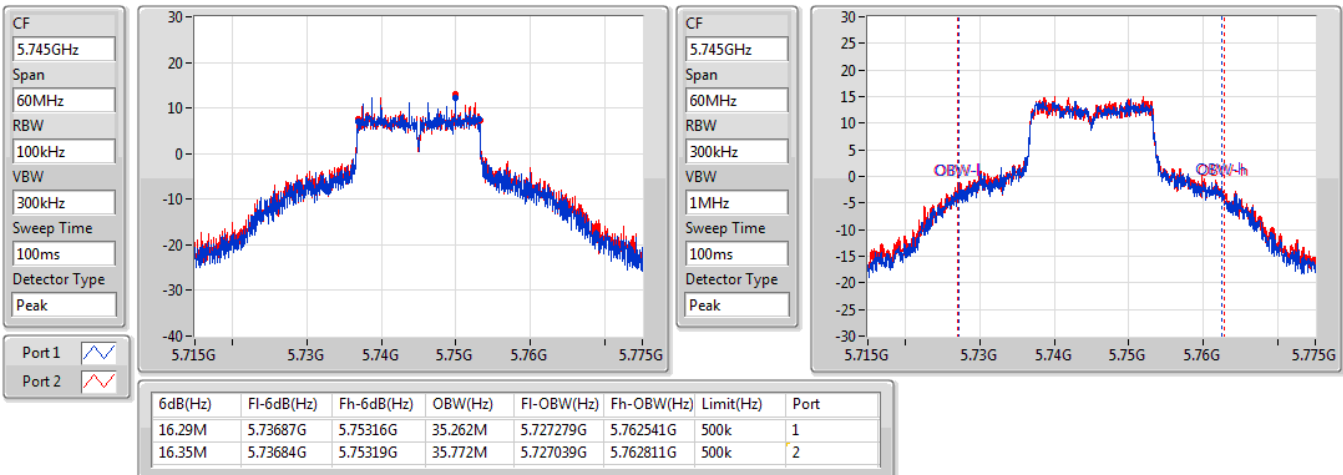 CF
5.745GHz
Span
60MHz
RBW
100kHz
VBW
300kHz
Sweep Time
100ms
Detector Type
Peak
Port 1
Port 2
30
20
10
0
-10
-20
-30
-40
5.715G 5.73G 5.74G 5.75G 5.76G 5.775G
CF
5.745GHz
Span
60MHz
RBW
300kHz
VBW
1MHz
Sweep Time
100ms
Detector Type
Peak
30
25
20
15
10
5
0
-5
-10
-15
-20
-25
-30
OBW-l OBW-h
5.715G 5.73G 5.74G 5.75G 5.76G 5.775G
6dB(Hz) Fl-6dB(Hz) Fh-6dB(Hz) OBW(Hz) Fl-OBW(Hz) Fh-OBW(Hz) Limit(Hz) Port
16.29M 5.73687G 5.75316G 35.262M 5.727279G 5.762541G 500k 1
16.35M 5.73684G 5.75319G 35.772M 5.727039G 5.762811G 500k 2